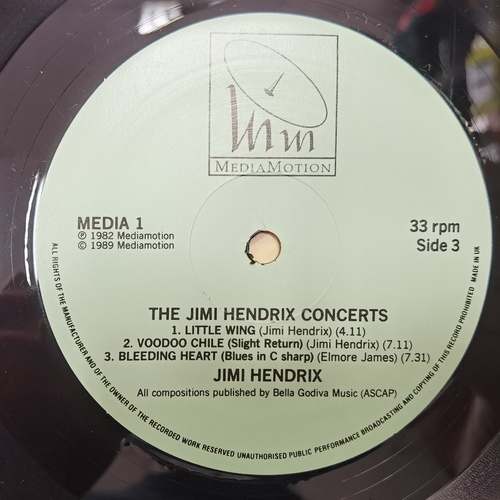 MEDIAMOTION
MEDIA 1
℗ 1982 Mediamotion
© 1989 Mediamotion
33 rpm
Side 3
THE JIMI HENDRIX CONCERTS
1. LITTLE WING (Jimi Hendrix) (4.11)
2. VOODOO CHILE (Slight Return) (Jimi Hendrix) (7.11)
3. BLEEDING HEART (Blues in C sharp) (Elmore James) (7.31)
JIMI HENDRIX
All compositions published by Bella Godiva Music (ASCAP)
ALL RIGHTS OF THE MANUFACTURER AND OF THE OWNER OF THE RECORDED WORK RESERVED UNAUTHORISED PUBLIC PERFORMANCE BROADCASTING AND COPYING OF THIS RECORD PROHIBITED MADE IN UK